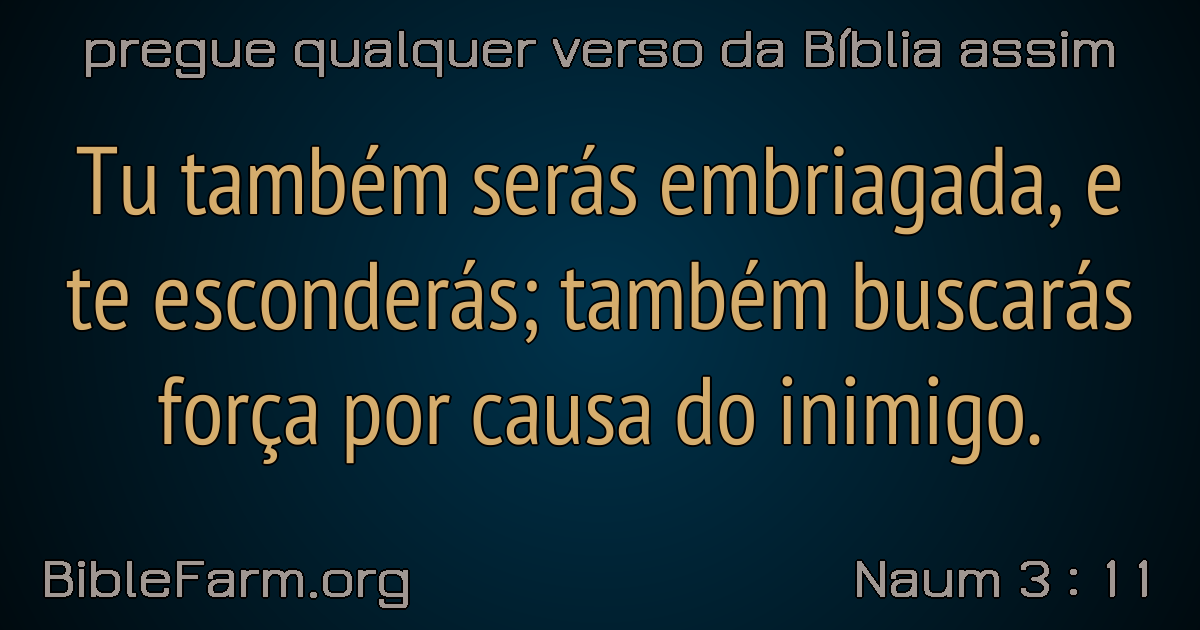 pregue qualquer verso da Bíblia assim
Tu também serás embriagada, e
te esconderás; também buscarás
força por causa do inimigo.
BibleFarm.org
Naum 3 : 11